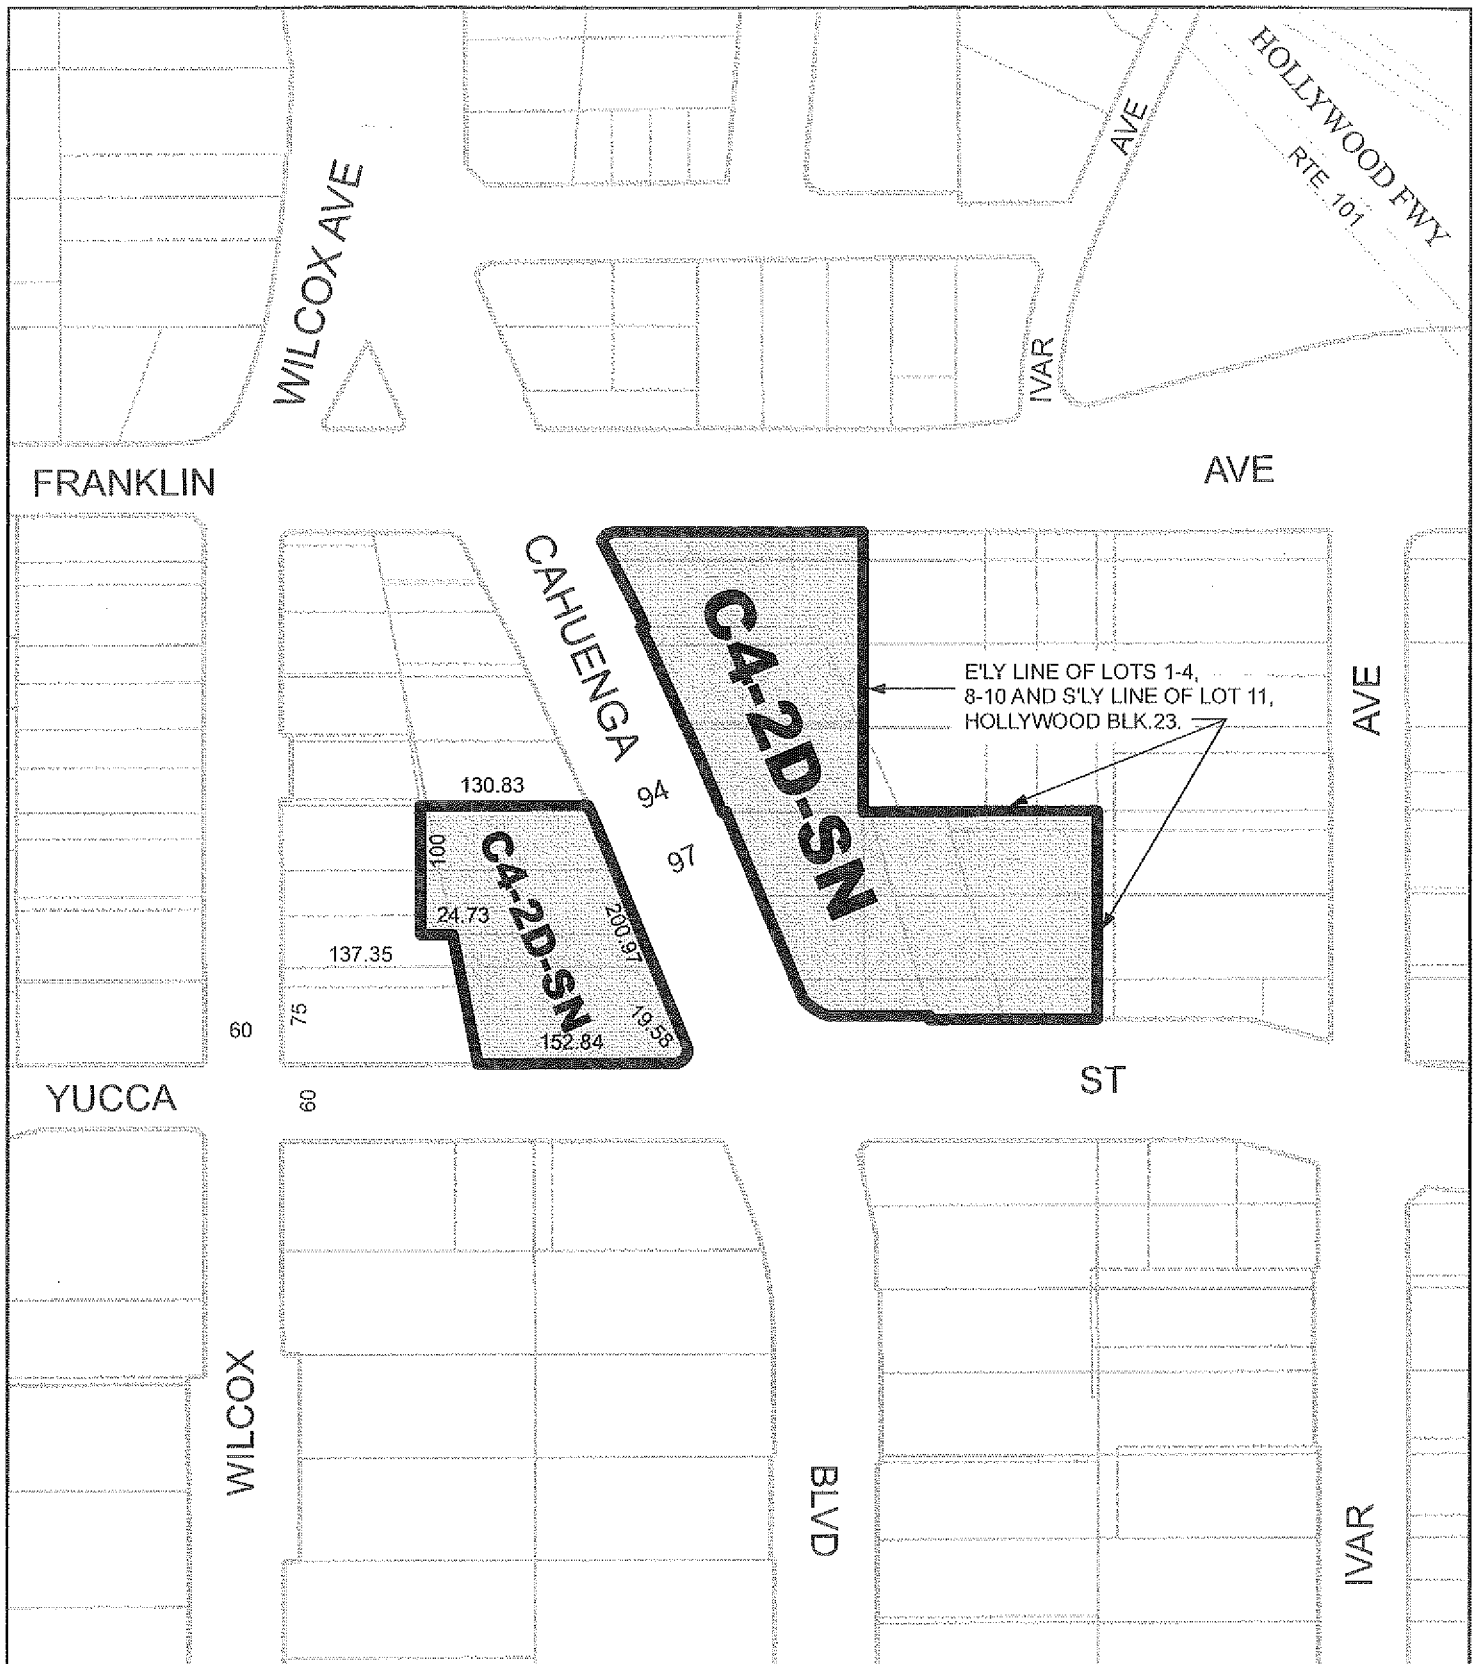 HOLLYWOOD FWY
RTE 101
AVE
WILCOX AVE
IVAR
FRANKLIN
AVE
CAHUENGA
C4-2D-SN
E'LY LINE OF LOTS 1-4,
8-10 AND S'LY LINE OF LOT 11,
HOLLYWOOD BLK.23.
AVE
94
97
130.83
100
C4-2D-SN
24.73
200.97
137.35
75
19.58
152.84
60
60
YUCCA
ST
WILCOX
BLVD
IVAR